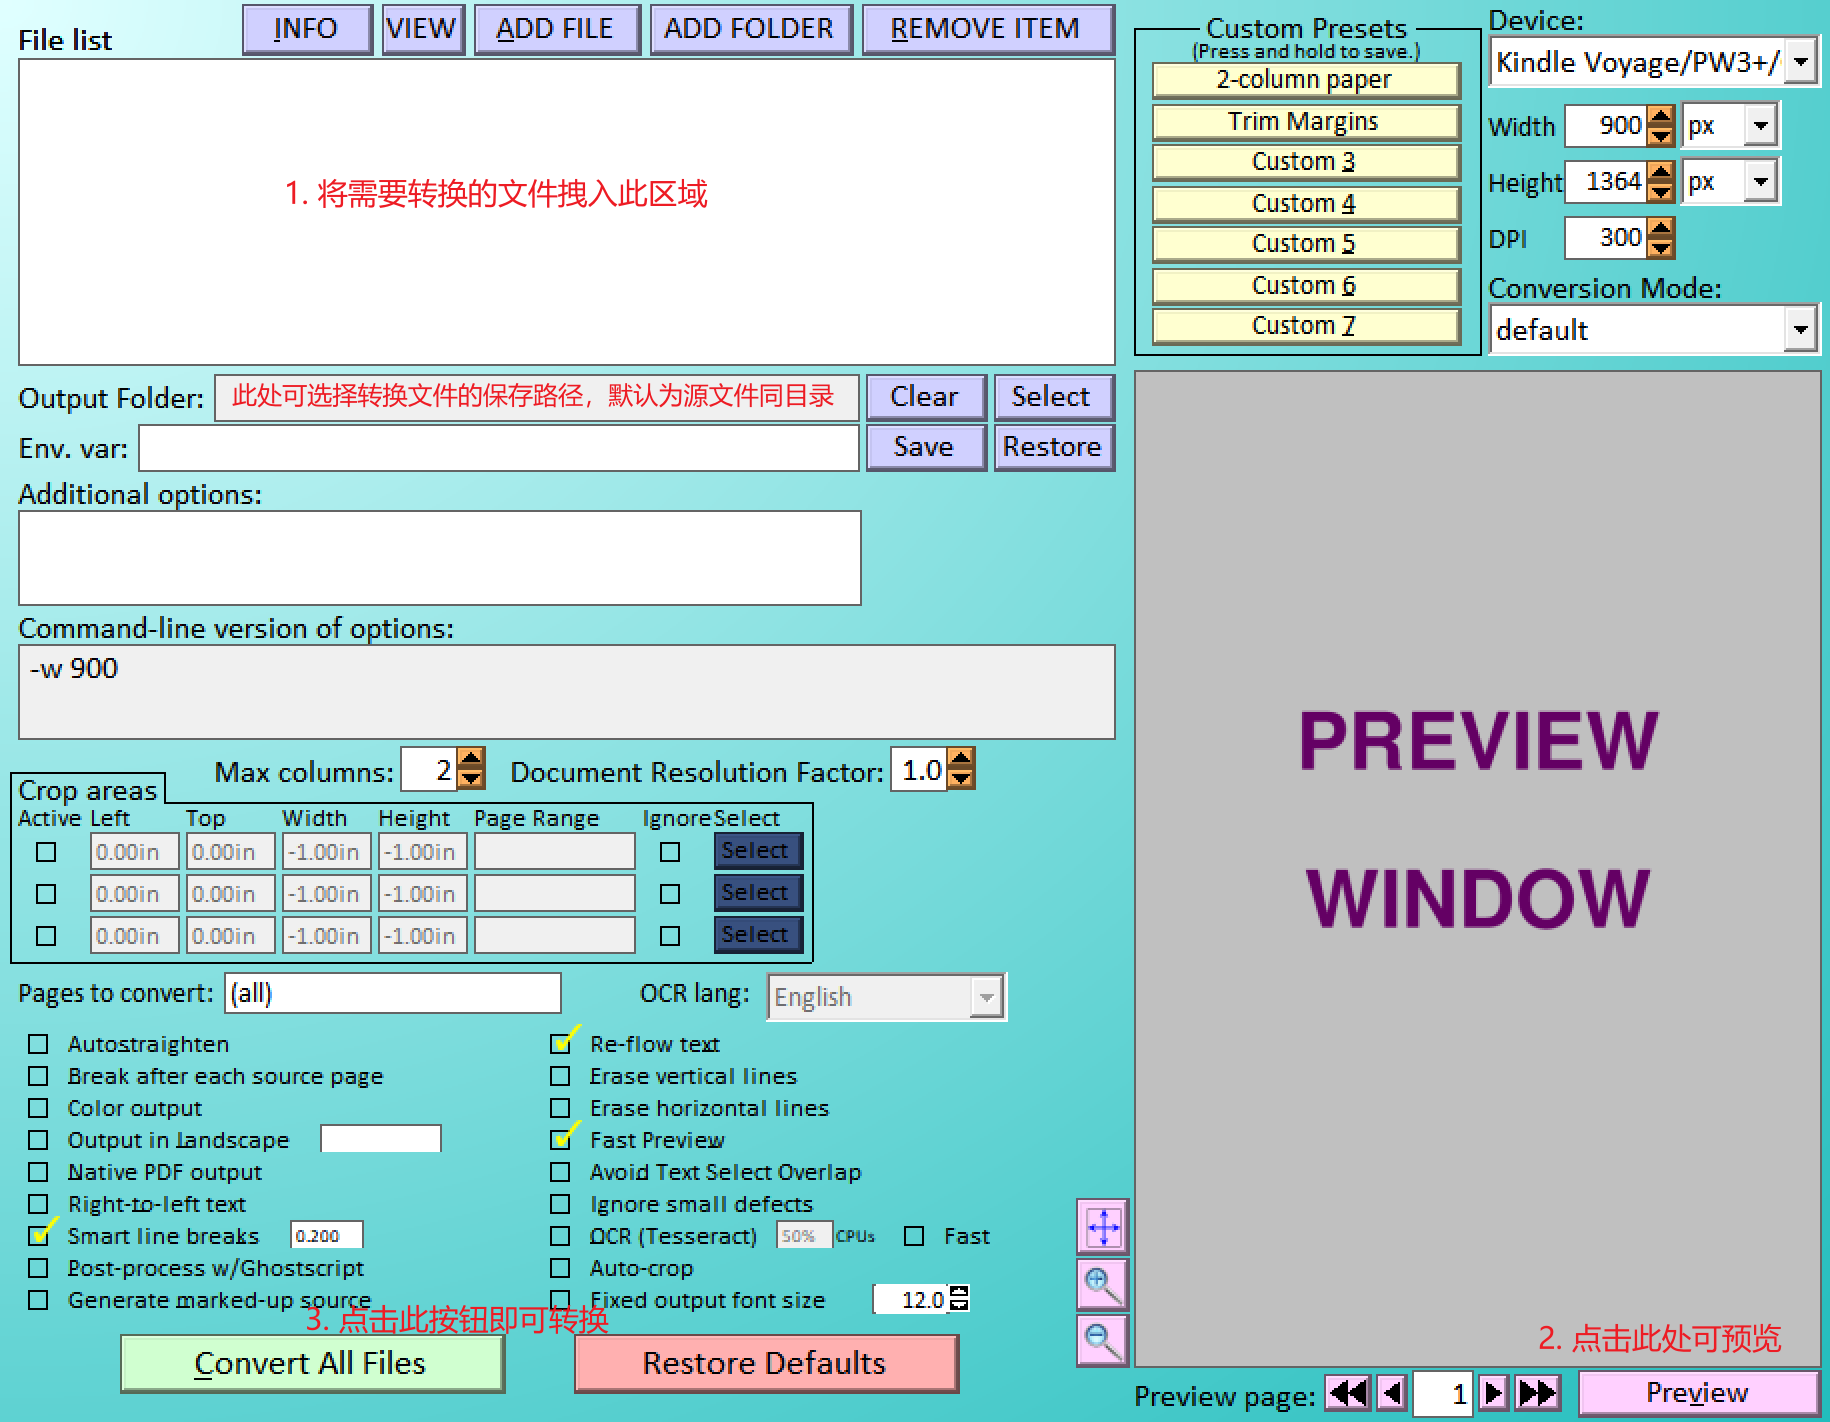 File list
INFO
VIEW
ADD FILE
ADD FOLDER
REMOVE ITEM
1. 将需要转换的文件拽入此区域
Output Folder: 此处可选择转换文件的保存路径，默认为源文件同目录 Clear Select
Env. var: Save Restore
Additional options:
Command-line version of options:
-w 900
Max columns: 2 Document Resolution Factor: 1.0
Crop areas
Active Left Top Width Height Page Range Ignore Select
0.00in 0.00in -1.00in -1.00in Select
0.00in 0.00in -1.00in -1.00in Select
0.00in 0.00in -1.00in -1.00in Select
Pages to convert: (all) OCR lang: English
Autostraighten
Break after each source page
Color output
Output in landscape
Native PDF output
Right-to-left text
Smart line breaks 0.200
Post-process w/Ghostscript
Generate marked-up source
Re-flow text
Erase vertical lines
Erase horizontal lines
Fast Preview
Avoid Text Select Overlap
Ignore small defects
OCR (Tesseract) 50% CPUs Fast
Auto-crop
Fixed output font size 12.0
3. 点击此按钮即可转换
Convert All Files
Restore Defaults
Custom Presets
(Press and hold to save.)
2-column paper
Trim Margins
Custom 3
Custom 4
Custom 5
Custom 6
Custom 7
Device:
Kindle Voyage/PW3+/
Width 900 px
Height 1364 px
DPI 300
Conversion Mode:
default
PREVIEW
WINDOW
2. 点击此处可预览
Preview page: 1 Preview